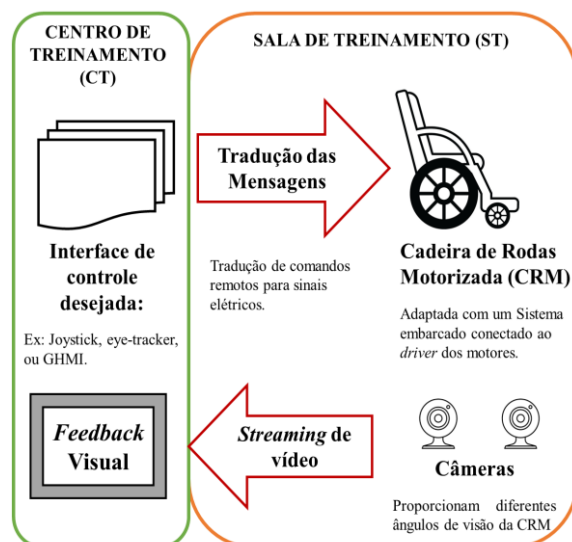 CENTRO DE
TREINAMENTO
(CT)
Interface de
controle
desejada:
Ex: Joystick, eye-tracker,
ou GHMI.
Feedback
Visual
SALA DE TREINAMENTO (ST)
Tradução das
Mensagens
Tradução de comandos
remotos para sinais
elétricos.
Cadeira de Rodas
Motorizada (CRM)
Adaptada com um Sistema
embarcado conectado ao
driver dos motores.
Streaming de
vídeo
Câmeras
Proporcionam diferentes
ângulos de visão da CRM